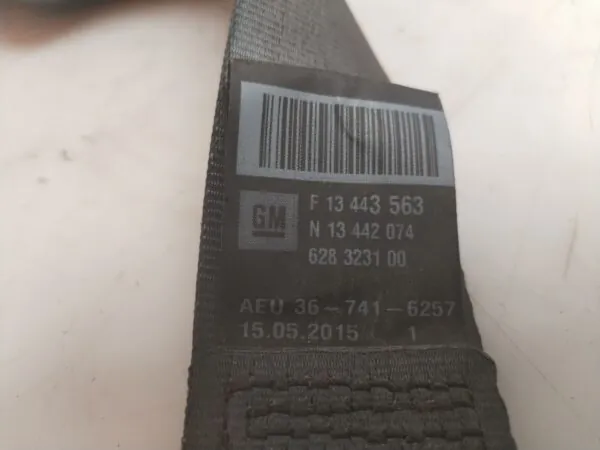 F 13 443 563
GM
N 13 442 074
628 3231 00
AEU 36-741-6257
15.05.2015 1